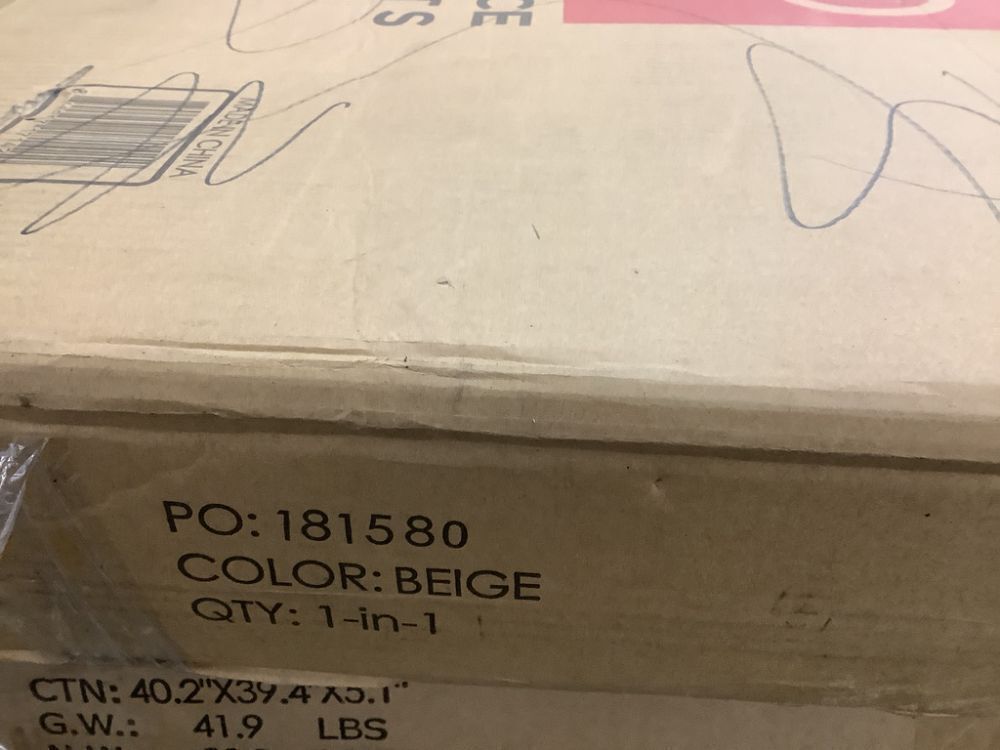 CE
TS
MADE IN CHINA
PO: 181580
COLOR: BEIGE
QTY: 1-in-1
CTN: 40.2"X39.4"X5.1"
G.W.: 41.9 LBS